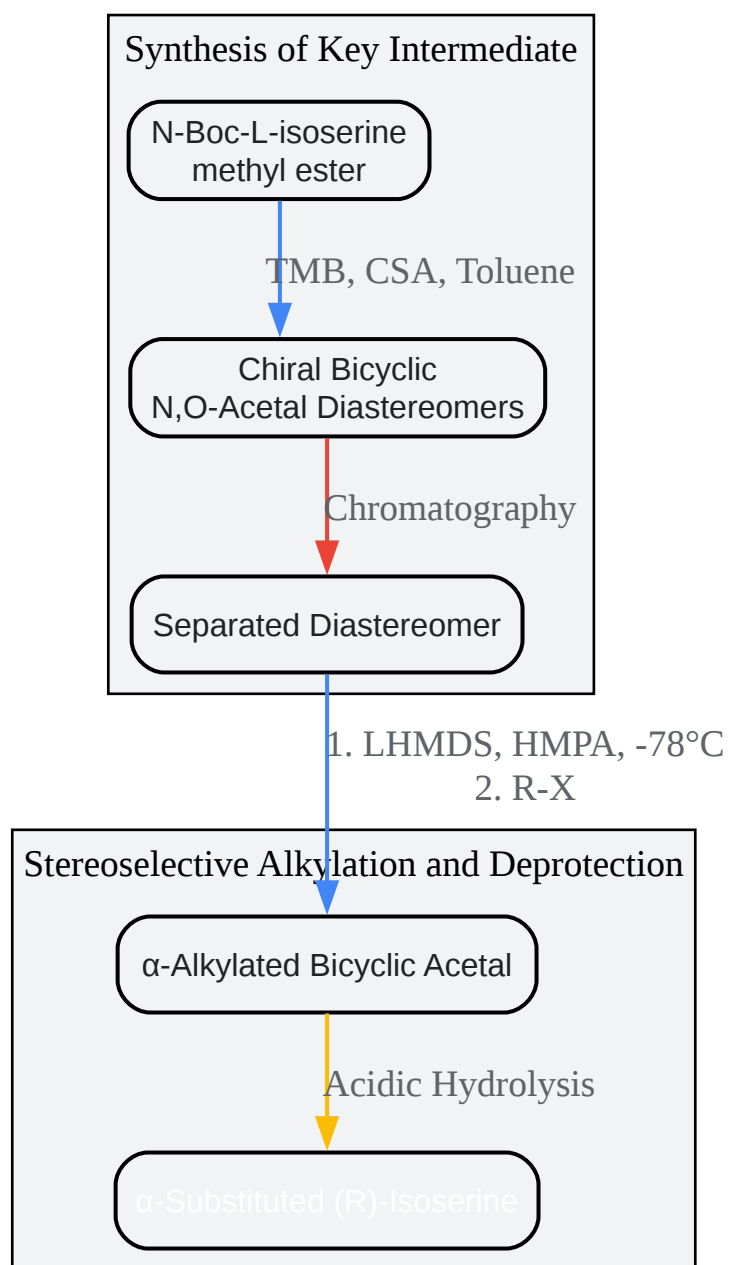 Synthesis of Key Intermediate
N-Boc-L-isoserine
methyl ester
TMB, CSA, Toluene
Chiral Bicyclic
N,O-Acetal Diastereomers
Chromatography
Separated Diastereomer
1. LHMDS, HMPA, -78°C
2. R-X
Stereoselective Alkylation and Deprotection
α-Alkylated Bicyclic Acetal
Acidic Hydrolysis
α-Substituted (R)-Isoserine